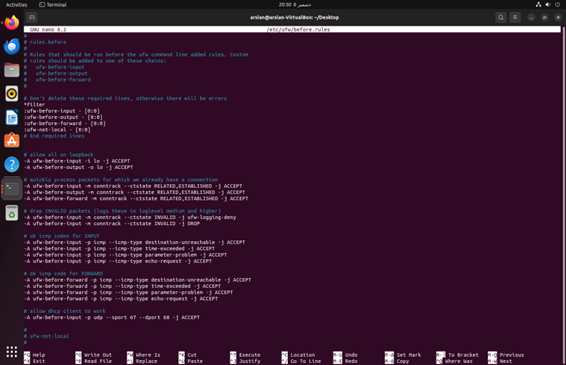 Activities
Terminal
دسمبر 6 20:50
arslan@arslan-VirtualBox: ~/Desktop
GNU nano 6.2
/etc/ufw/before.rules
#
# rules.before
#
# Rules that should be run before the ufw command line added rules. Custom
# rules should be added to one of these chains:
#   ufw-before-input
#   ufw-before-output
#   ufw-before-forward
#
# Don't delete these required lines, otherwise there will be errors
*filter
:ufw-before-input - [0:0]
:ufw-before-output - [0:0]
:ufw-before-forward - [0:0]
:ufw-not-local - [0:0]
# End required lines
# allow all on loopback
-A ufw-before-input -i lo -j ACCEPT
-A ufw-before-output -o lo -j ACCEPT
# quickly process packets for which we already have a connection
-A ufw-before-input -m conntrack --ctstate RELATED,ESTABLISHED -j ACCEPT
-A ufw-before-output -m conntrack --ctstate RELATED,ESTABLISHED -j ACCEPT
-A ufw-before-forward -m conntrack --ctstate RELATED,ESTABLISHED -j ACCEPT
# drop INVALID packets (logs these in loglevel medium and higher)
-A ufw-before-input -m conntrack --ctstate INVALID -j ufw-logging-deny
-A ufw-before-input -m conntrack --ctstate INVALID -j DROP
# ok icmp codes for INPUT
-A ufw-before-input -p icmp --icmp-type destination-unreachable -j ACCEPT
-A ufw-before-input -p icmp --icmp-type time-exceeded -j ACCEPT
-A ufw-before-input -p icmp --icmp-type parameter-problem -j ACCEPT
-A ufw-before-input -p icmp --icmp-type echo-request -j ACCEPT
# ok icmp code for FORWARD
-A ufw-before-forward -p icmp --icmp-type destination-unreachable -j ACCEPT
-A ufw-before-forward -p icmp --icmp-type time-exceeded -j ACCEPT
-A ufw-before-forward -p icmp --icmp-type parameter-problem -j ACCEPT
-A ufw-before-forward -p icmp --icmp-type echo-request -j ACCEPT
# allow dhcp client to work
-A ufw-before-input -p udp --sport 67 --dport 68 -j ACCEPT
#
# ufw-not-local
#
^G Help ^O Write Out ^W Where Is ^K Cut ^T Execute ^C Location M-U Undo M-A Set Mark M-] To Bracket M-Q Previous
^X Exit ^R Read File ^\ Replace ^U Paste ^J Justify ^/ Go To Line M-E Redo M-6 Copy ^Q Where Was M-W Next